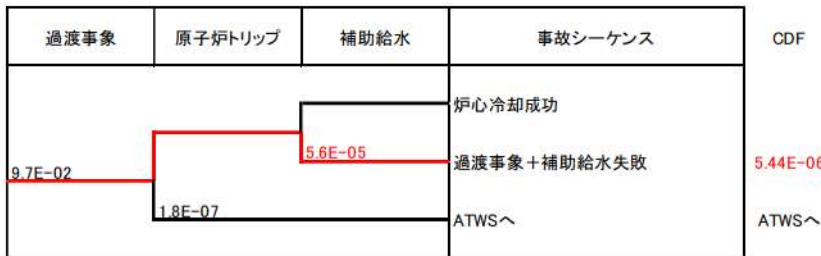 過渡事象 原子炉トリップ 補助給水 事故シーケンス CDF
炉心冷却成功
5.6E-05 過渡事象＋補助給水失敗 5.44E-06
9.7E-02
1.8E-07 ATWSへ ATWSへ